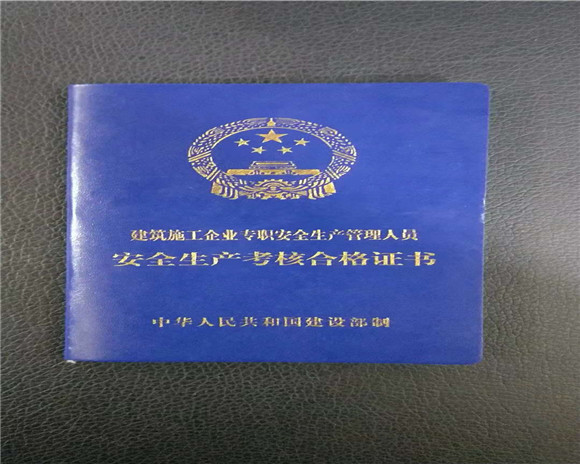 建筑施工企业专职安全生产管理人员
安全生产考核合格证书
中华人民共和国建设部制